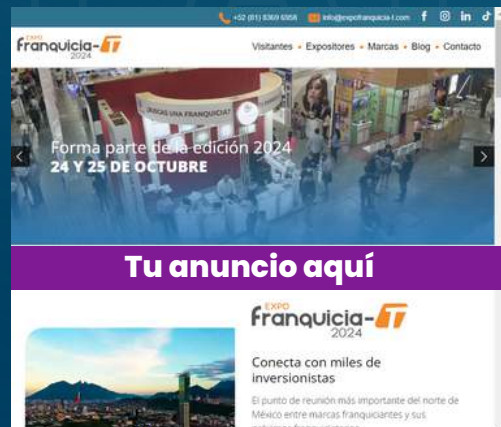 +52 (81) 8369 6958 info@expofranquicia-t.com
EXPO
Franquicia-T
2024
Visitantes • Expositores • Marcas • Blog • Contacto
¿BUSCAS UNA FRANQUICIA?
Forma parte de la edición 2024
24 Y 25 DE OCTUBRE
Tu anuncio aquí
EXPO
Franquicia-T
2024
Conecta con miles de
inversionistas
El punto de reunión más importante del norte de
México entre marcas franquiciantes y sus